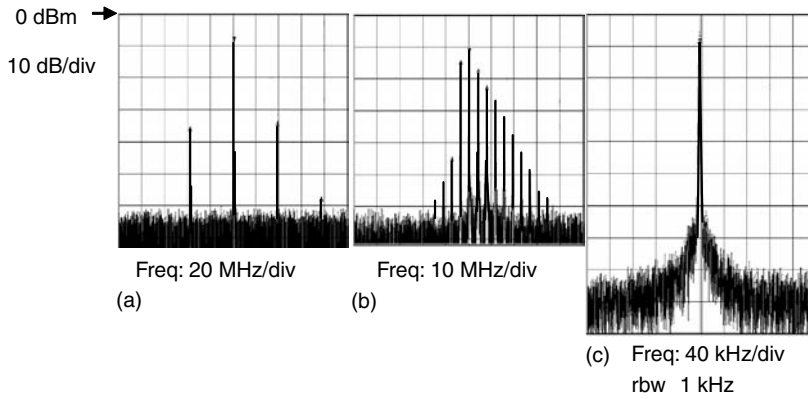 0 dBm
10 dB/div
Freq: 20 MHz/div
Freq: 10 MHz/div
(a)
(b)
(c) Freq: 40 kHz/div
rbw 1 kHz